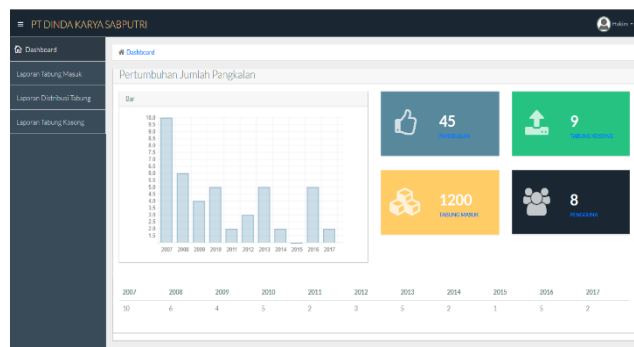 ≡ PT DINDA KARYA SABPUTRI
Hakim
Dashboard
Dashboard
Laporan Tabung Masuk
Laporan Distribusi Tabung
Laporan Tabung Kosong
Pertumbuhan Jumlah Pangkalan
Bar
10.0
9.5
9.0
8.5
8.0
7.5
7.0
6.5
6.0
5.5
5.0
4.5
4.0
3.5
3.0
2.5
2.0
1.5
2007 2008 2009 2010 2011 2012 2013 2014 2015 2016 2017
45
PANGKALAN
9
TABUNG KOSONG
1200
TABUNG MASUK
8
PENGGUNA
2007 2008 2009 2010 2011 2012 2013 2014 2015 2016 2017
10 6 4 5 2 3 5 2 1 5 2